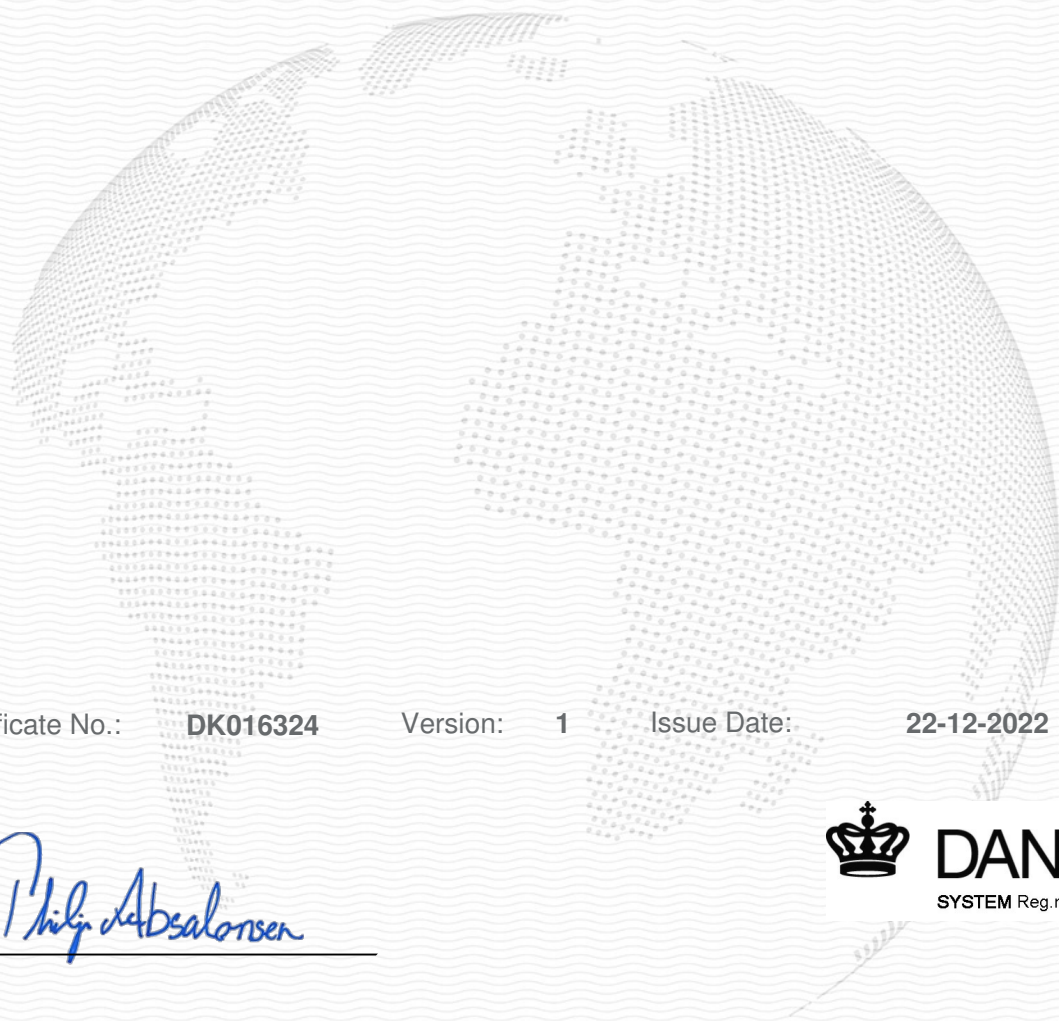 ficate No.: DK016324 Version: 1 Issue Date: 22-12-2022
Philip Absalonsen
DAN
SYSTEM Reg.n